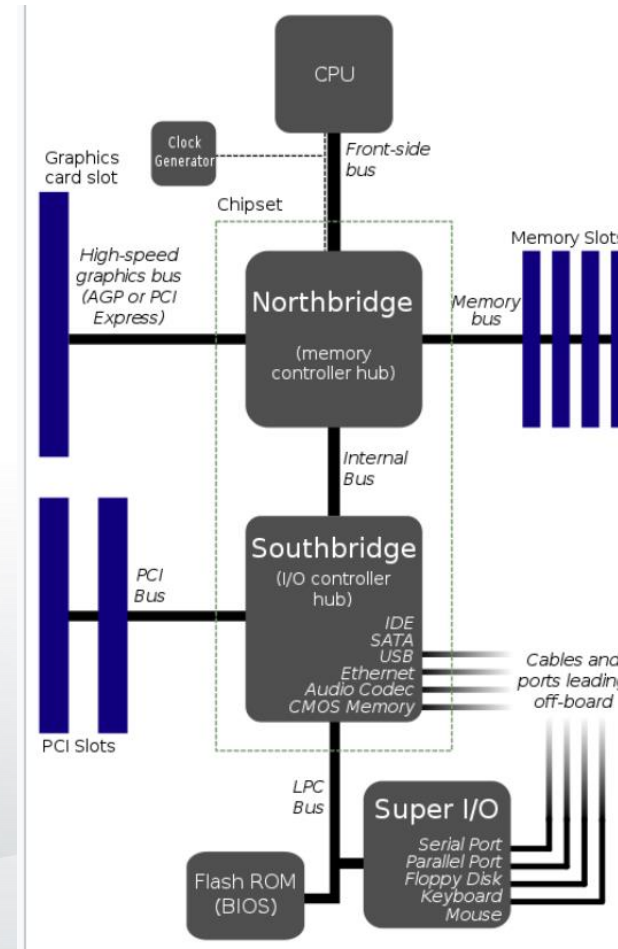 CPU
Clock
Generator
Front-side
bus
Graphics
card slot
Chipset
High-speed
graphics bus
(AGP or PCI
Express)
Northbridge
(memory
controller hub)
Memory
bus
Memory Slots
Internal
Bus
Southbridge
(I/O controller
hub)
IDE
SATA
USB
Ethernet
Audio Codec
CMOS Memory
PCI
Bus
PCI Slots
Cables and
ports leading
off-board
LPC
Bus
Super I/O
Serial Port
Parallel Port
Floppy Disk
Keyboard
Mouse
Flash ROM
(BIOS)